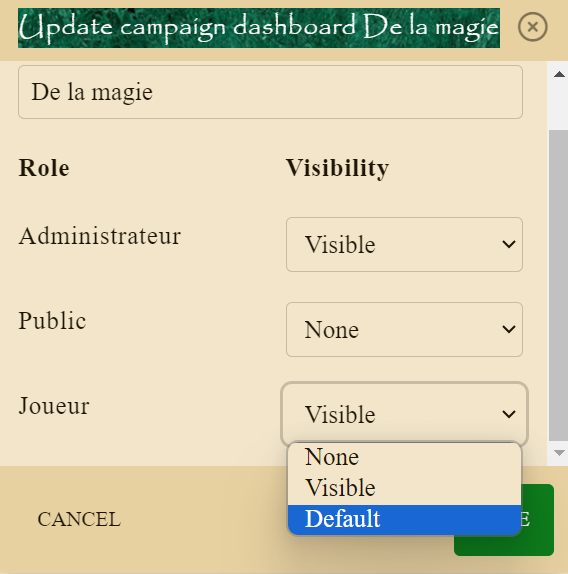 Update campaign dashboard De la magie
De la magie
Role Visibility
Administrateur Visible
Public None
Joueur Visible
None
Visible
Default
CANCEL